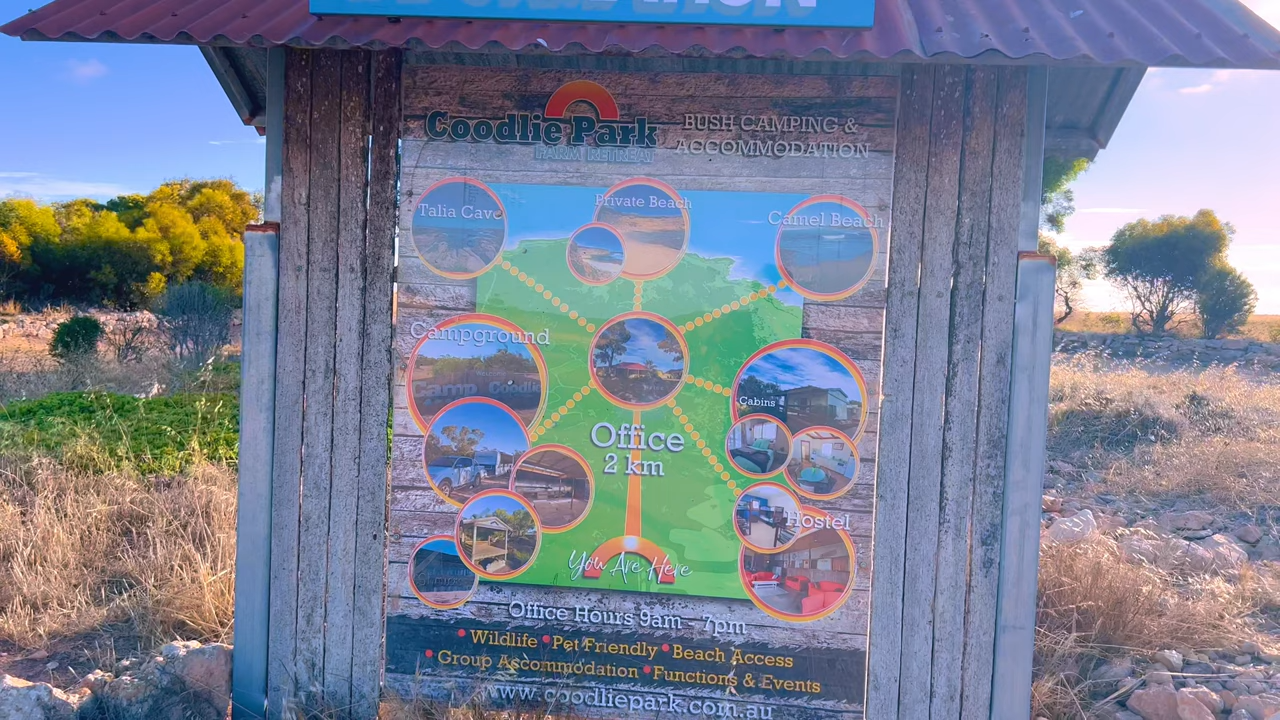 Coodlie Park
FARM RETREAT
BUSH CAMPING &
ACCOMMODATION
Talia Cave
Private Beach
Camel Beach
Campground
Camp Coodlie
Cabins
Office
2 km
Hostel
You Are Here
Office Hours 9am - 7pm
• Wildlife • Pet Friendly • Beach Access
• Group Accommodation • Functions & Events
www.coodliepark.com.au